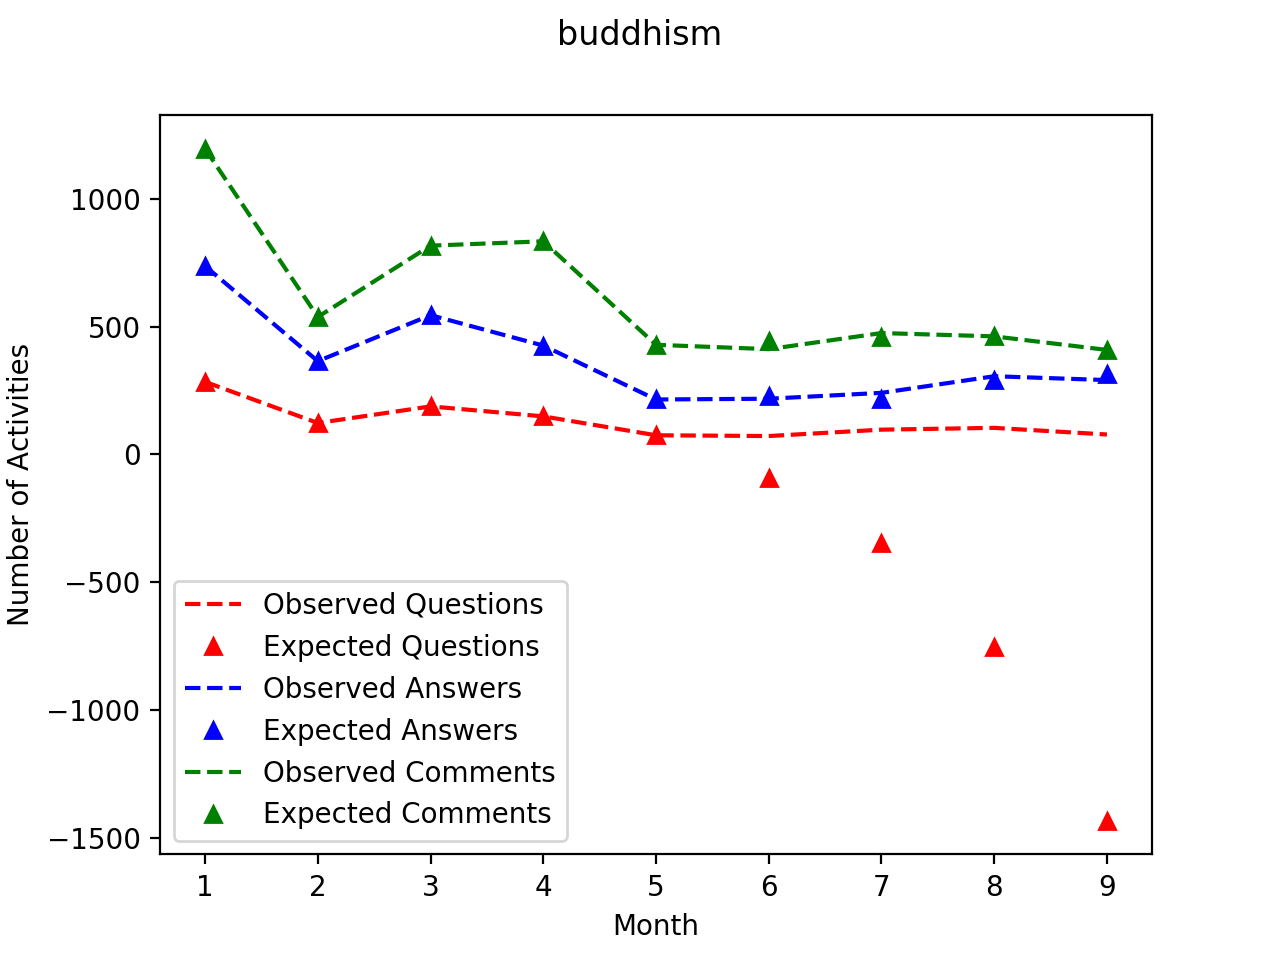 buddhism
Number of Activities
1000
500
0
−500
−1000
−1500
Observed Questions
Expected Questions
Observed Answers
Expected Answers
Observed Comments
Expected Comments
1 2 3 4 5 6 7 8 9
Month